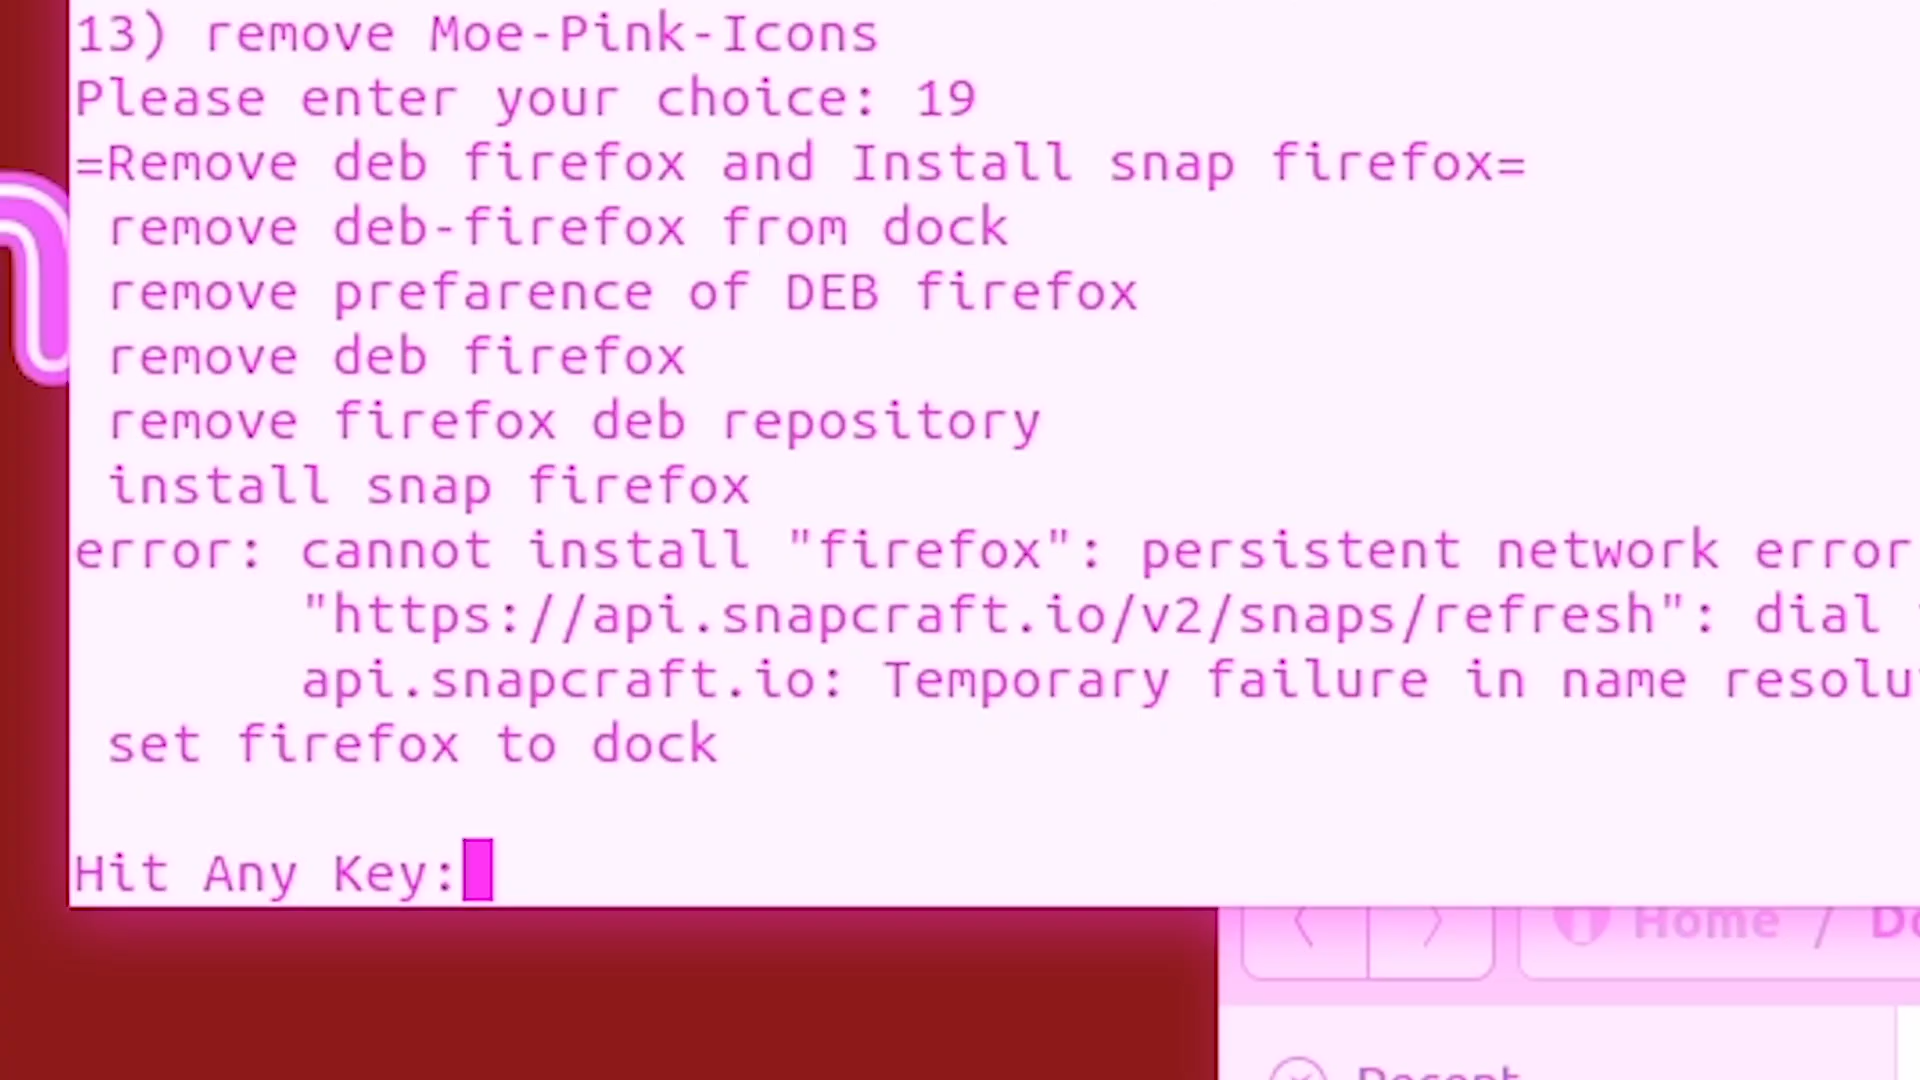 13) remove Moe-Pink-Icons
Please enter your choice: 19
=Remove deb firefox and Install snap firefox=
remove deb-firefox from dock
remove prefarence of DEB firefox
remove deb firefox
remove firefox deb repository
install snap firefox
error: cannot install "firefox": persistent network error
"https://api.snapcraft.io/v2/snaps/refresh": dial
api.snapcraft.io: Temporary failure in name
set firefox to dock
Hit Any Key:
Home /